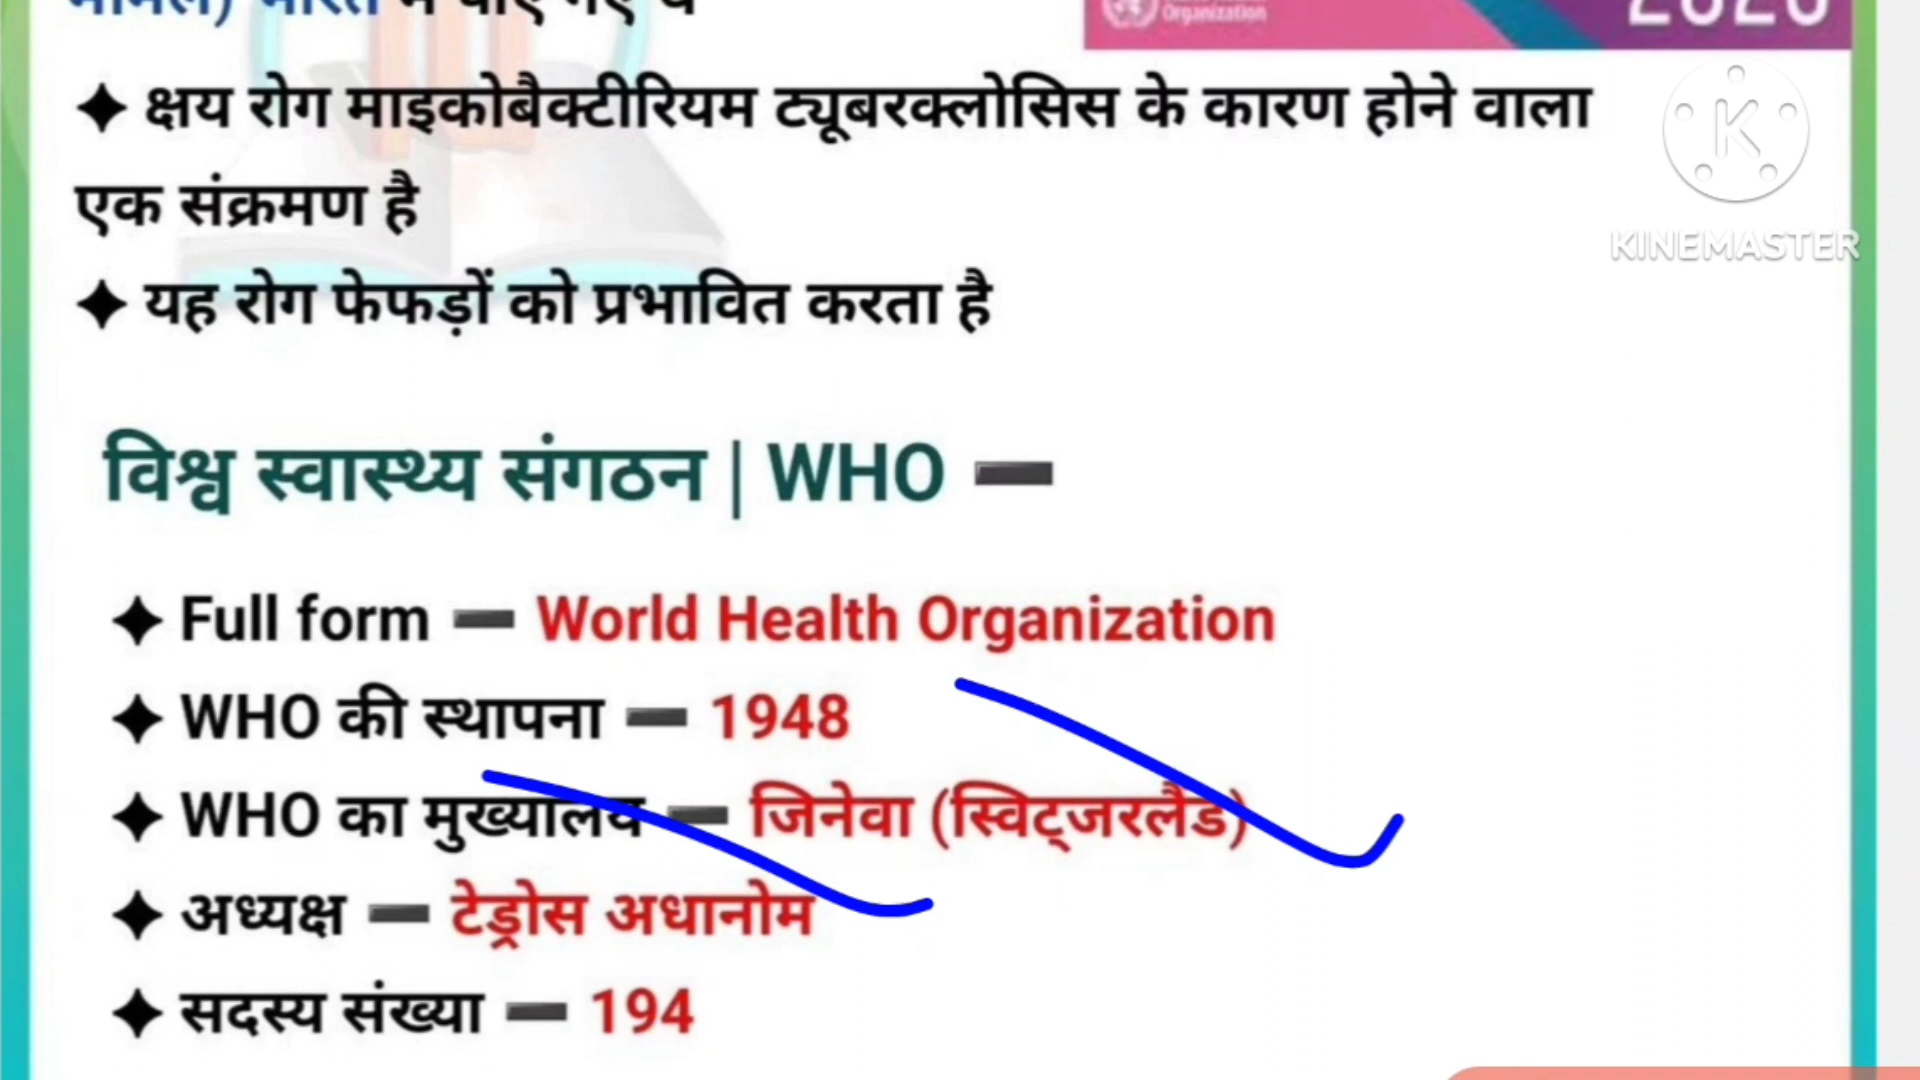 Organization
✦ क्षय रोग माइकोबैक्टीरियम ट्यूबरक्लोसिस के कारण होने वाला
एक संक्रमण है
✦ यह रोग फेफड़ों को प्रभावित करता है
KINEMASTER
विश्व स्वास्थ्य संगठन | WHO ➖
✦ Full form ➖ World Health Organization
✦ WHO की स्थापना ➖ 1948
✦ WHO का मुख्यालय ➖ जिनेवा (स्विट्जरलैंड)
✦ अध्यक्ष ➖ टेड्रोस अधानोम
✦ सदस्य संख्या ➖ 194